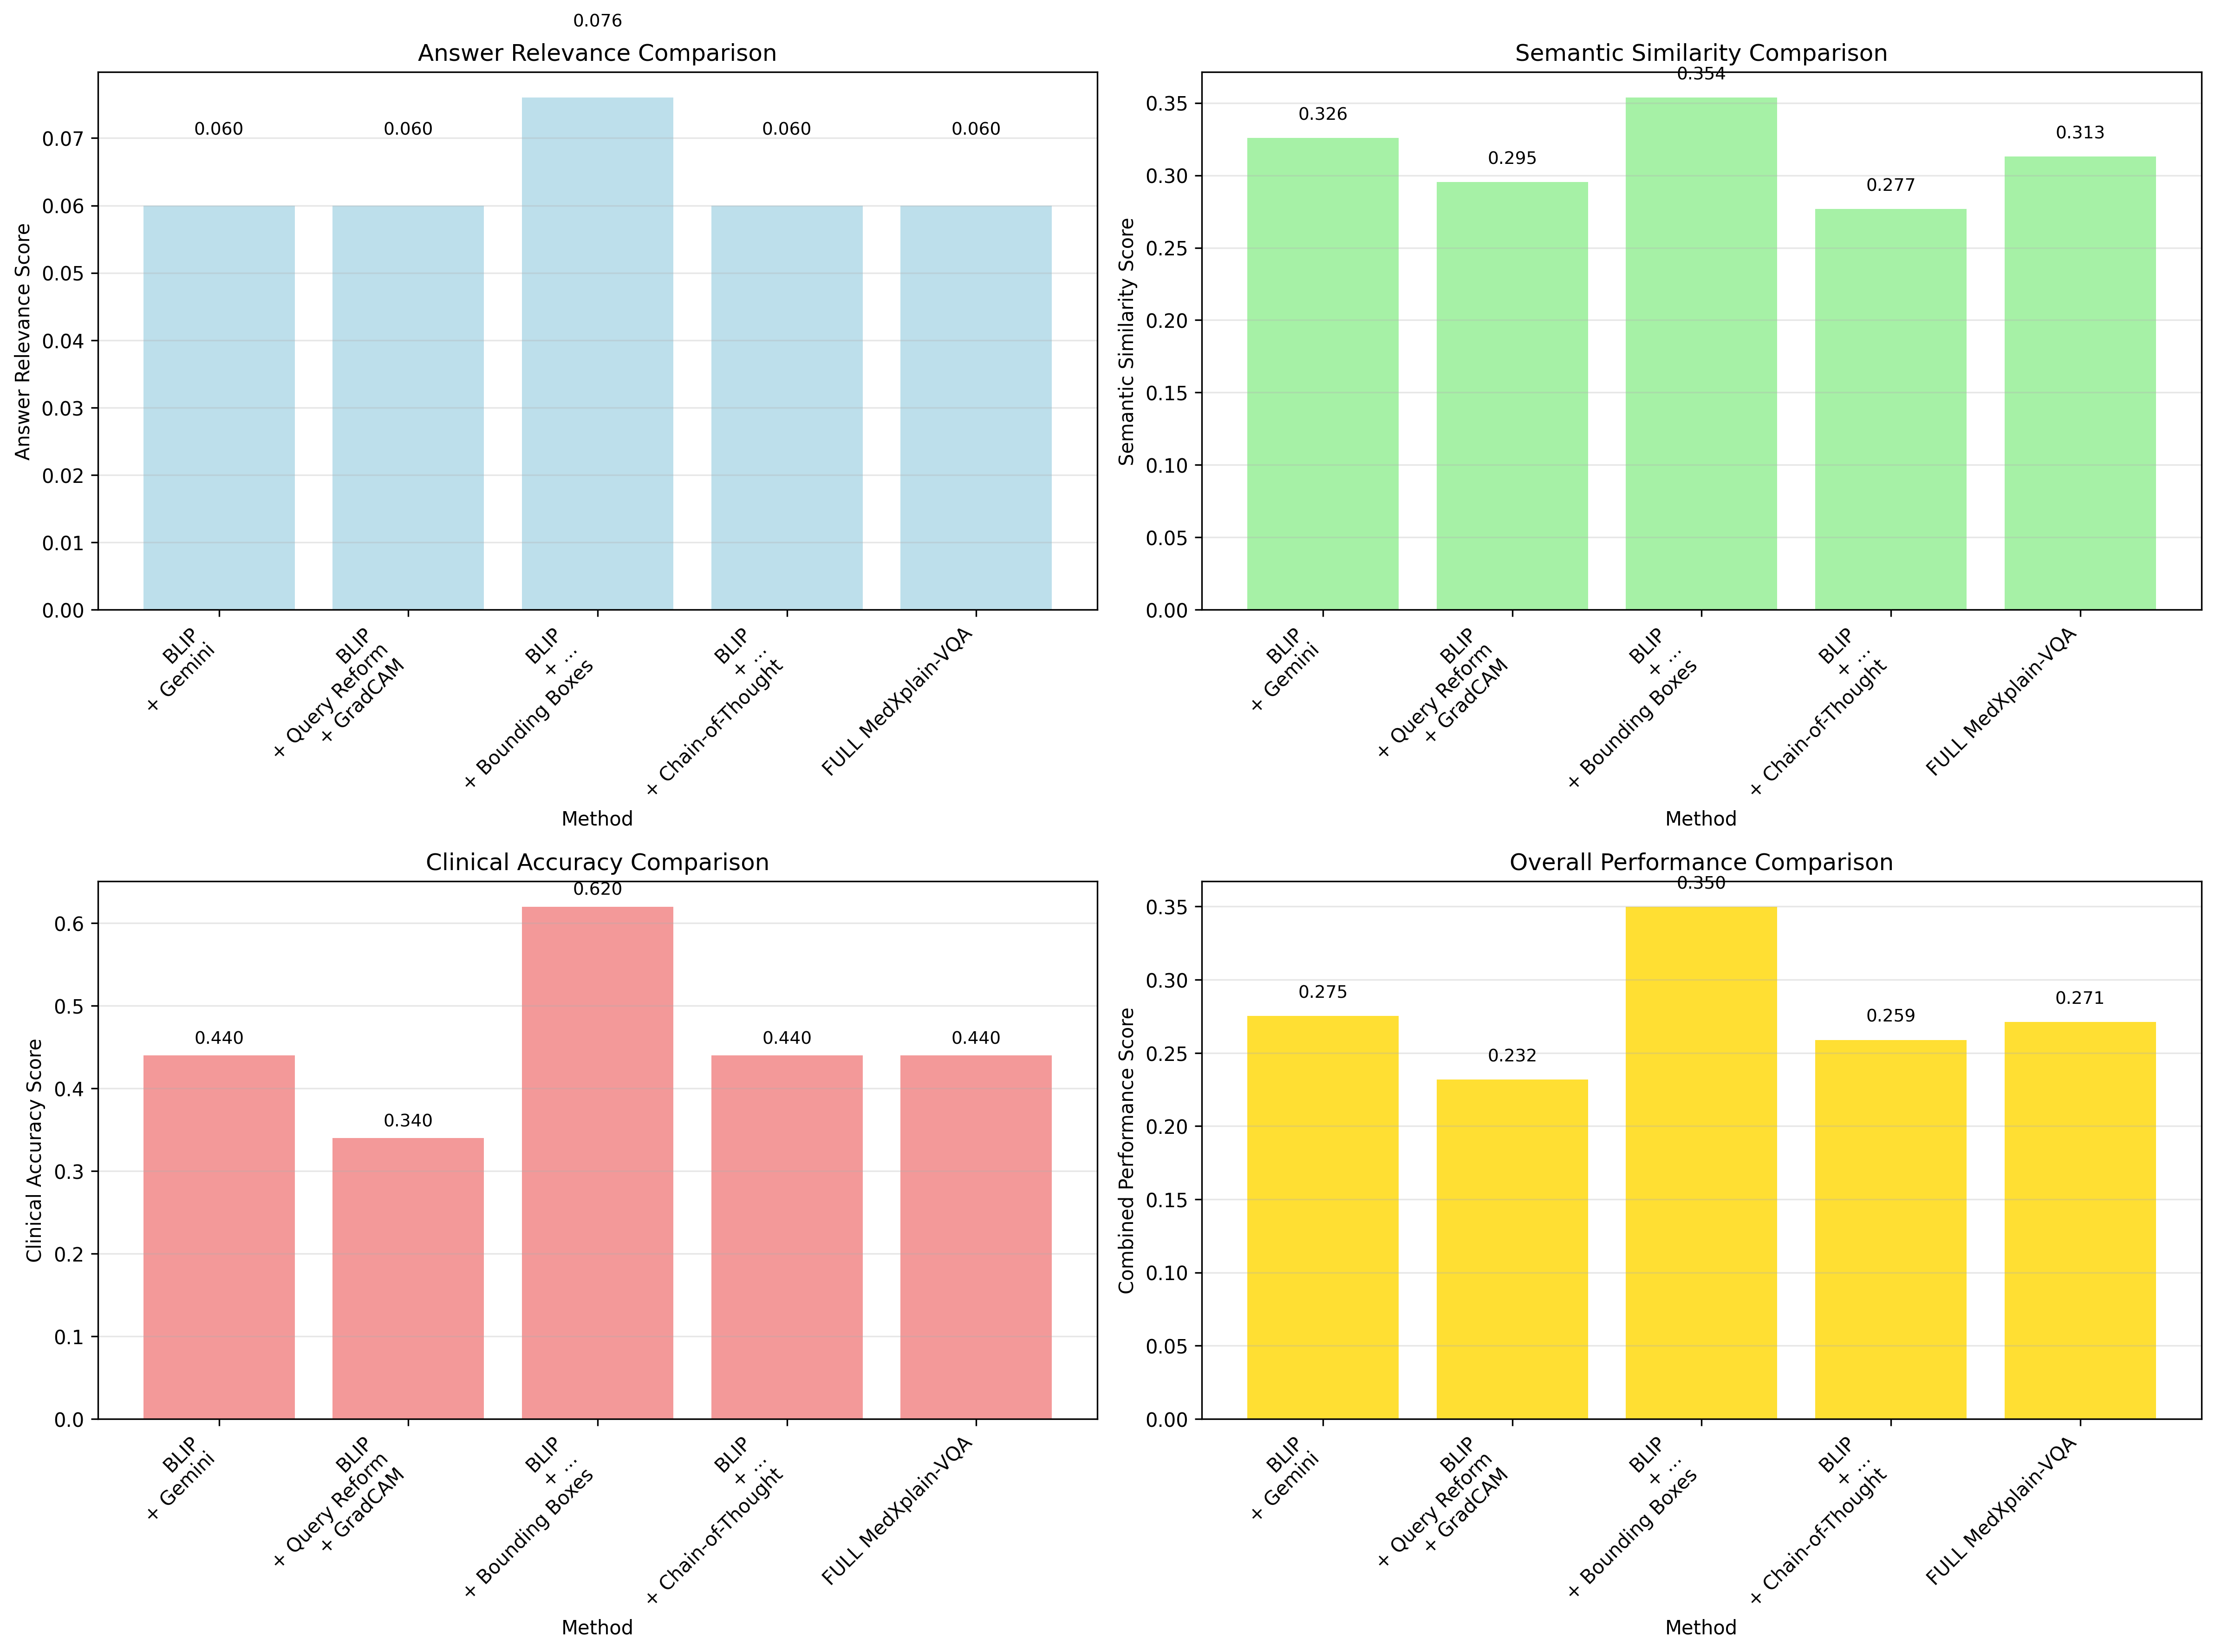 0.076
Answer Relevance Comparison
0.060
0.060
0.060
0.060
Answer Relevance Score
0.07
0.06
0.05
0.04
0.03
0.02
0.01
0.00
BLIP
+ Gemini
BLIP
+ Query Reform
+ GradCAM
BLIP
+ ...
+ Bounding Boxes
BLIP
+ ...
+ Chain-of-Thought
FULL MedXplain-VQA
Method
Semantic Similarity Comparison
0.354
0.326
0.295
0.277
0.313
Semantic Similarity Score
0.35
0.30
0.25
0.20
0.15
0.10
0.05
0.00
BLIP
+ Gemini
BLIP
+ Query Reform
+ GradCAM
BLIP
+ ...
+ Bounding Boxes
BLIP
+ ...
+ Chain-of-Thought
FULL MedXplain-VQA
Method
Clinical Accuracy Comparison
0.620
0.440
0.340
0.440
0.440
Clinical Accuracy Score
0.6
0.5
0.4
0.3
0.2
0.1
0.0
BLIP
+ Gemini
BLIP
+ Query Reform
+ GradCAM
BLIP
+ ...
+ Bounding Boxes
BLIP
+ ...
+ Chain-of-Thought
FULL MedXplain-VQA
Method
Overall Performance Comparison
0.350
0.275
0.232
0.259
0.271
Combined Performance Score
0.35
0.30
0.25
0.20
0.15
0.10
0.05
0.00
BLIP
+ Gemini
BLIP
+ Query Reform
+ GradCAM
BLIP
+ ...
+ Bounding Boxes
BLIP
+ ...
+ Chain-of-Thought
FULL MedXplain-VQA
Method